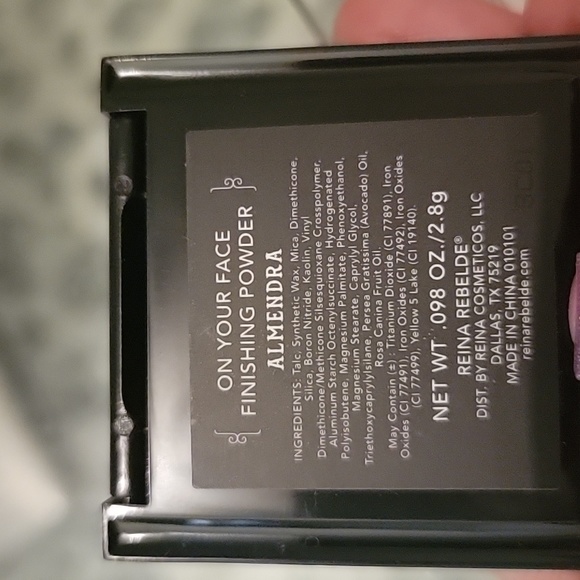 ON YOUR FACE
FINISHING POWDER
ALMENDRA
INGREDIENTS: Talc, Synthetic Wax, Mica, Dimethicone,
Silica, Boron Nitride, Kaolin, Vinyl
Dimethicone/Methicone Silsesquioxane Crosspolymer,
Aluminum Starch Octenylsuccinate, Hydrogenated
Polyisobutene, Magnesium Palmitate, Phenoxyethanol,
Magnesium Stearate, Caprylyl Glycol,
Triethoxycaprylylsilane, Persea Gratissima (Avocado) Oil,
Rosa Canina Fruit Oil
May Contain (±): Titanium Dioxide (CI 77891), Iron
Oxides (CI 77491), Iron Oxides (CI 77492), Iron Oxides
(CI 77499), Yellow 5 Lake (CI 19140).
NET WT .098 OZ./2.8g
REINA REBELDE®
DIST. BY REINA COSMETICOS, LLC
DALLAS, TX 75219
MADE IN CHINA 010101
reinarebelde.com